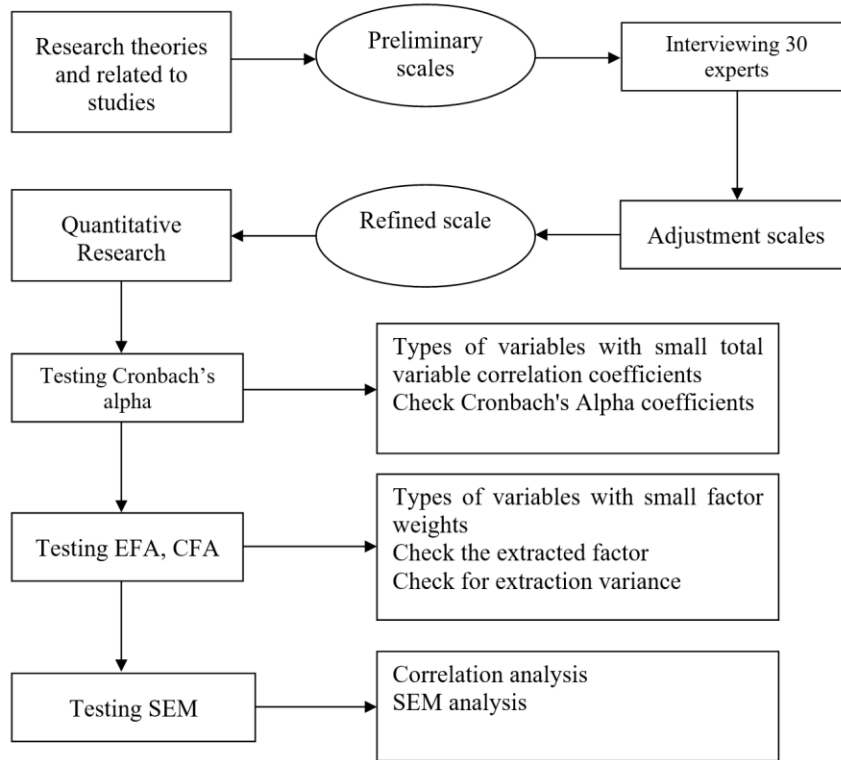 Research theories
and related to
studies
Preliminary
scales
Interviewing 30
experts
Adjustment scales
Refined scale
Quantitative
Research
Testing Cronbach’s
alpha
Types of variables with small total
variable correlation coefficients
Check Cronbach's Alpha coefficients
Testing EFA, CFA
Types of variables with small factor
weights
Check the extracted factor
Check for extraction variance
Testing SEM
Correlation analysis
SEM analysis